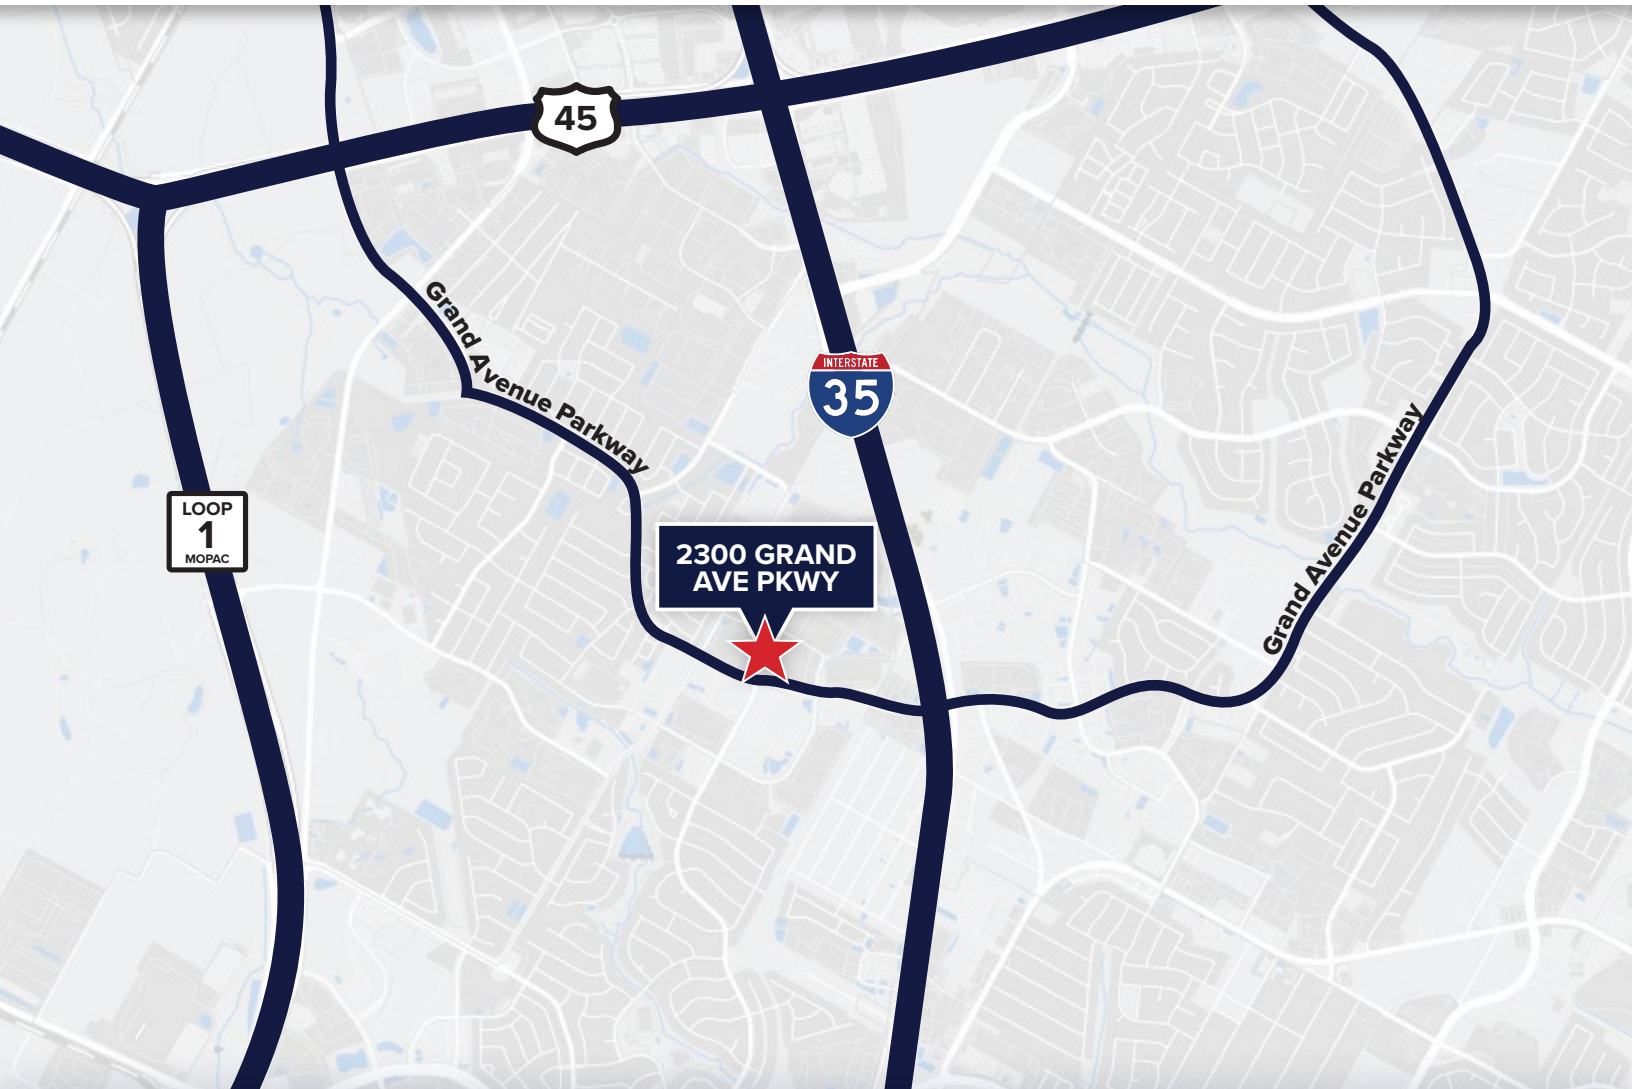 45
Grand Avenue Parkway
INTERSTATE
35
LOOP
1
MOPAC
2300 GRAND
AVE PKWY
Grand Avenue Parkway